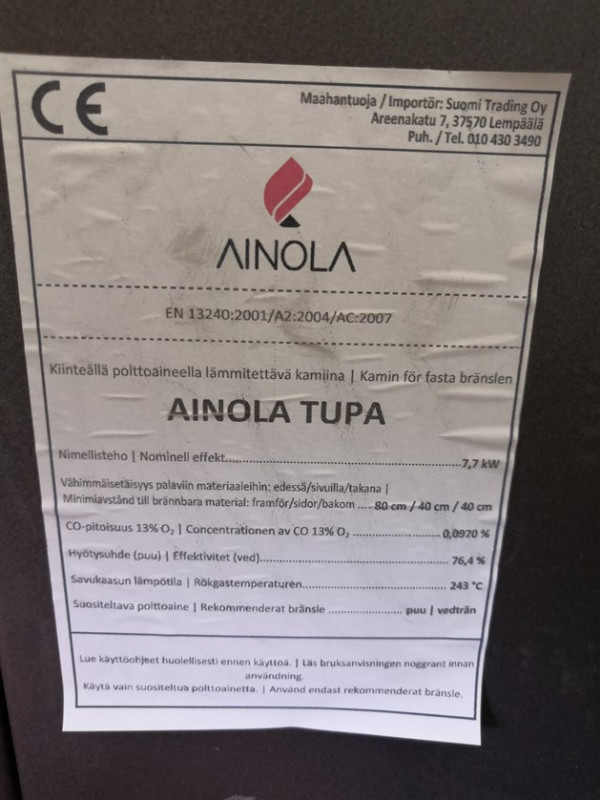 CE
Maahantuoja / Importör: Suomi Trading Oy
Areenakatu 7, 37570 Lempäälä
Puh. / Tel. 010 430 3490
AINOLA
EN 13240:2001/A2:2004/AC:2007
Kiinteällä polttoaineella lämmitettävä kamiina | Kamin för fasta bränslen
AINOLA TUPA
Nimellisteho | Nominell effekt..........7,7 kW
Vähimmäisetäisyys palaviin materiaaleihin: edessä/sivuilla/takana |
Minimiavstånd till brännbara material: framför/sidor/bakom .... 80 cm / 40 cm / 40 cm
CO-pitoisuus 13% O₂ | Concentrationen av CO 13% O₂ .......... 0,0970 %
Hyötysuhde (puu) | Effektivitet (ved).......... 76,4 %
Savukaasun lämpötila | Rökgastemperaturen.......... 243 °C
Suositeltava polttoaine | Rekommenderat bränsle .......... puu | vedträn
Lue käyttöohjeet huolellisesti ennen käyttöä. | Läs bruksanvisningen noggrant innan
användning.
Käytä vain suositeltua polttoainetta. | Använd endast rekommenderat bränsle.